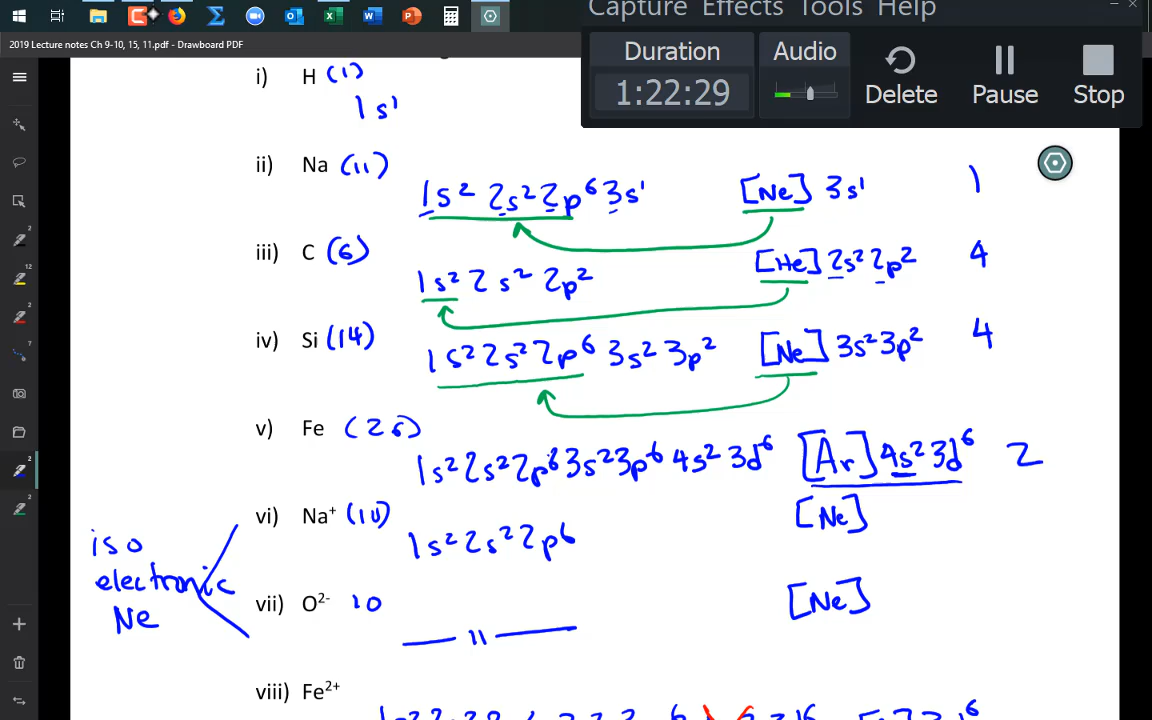 Capture Effects Tools Help
2019 Lecture notes Ch 9-10, 15, 11.pdf - Drawboard PDF
Duration Audio
1:22:29 Delete Pause Stop
i) H (1)
1s¹
ii) Na (11) 1s² 2s² 2p⁶ 3s¹ [Ne] 3s¹ 1
iii) C (6) 1s² 2s² 2p² [He] 2s² 2p² 4
iv) Si (14) 1s² 2s² 2p⁶ 3s² 3p² [Ne] 3s² 3p² 4
v) Fe (26) 1s² 2s² 2p⁶ 3s² 3p⁶ 4s² 3d⁶ [Ar] 4s² 3d⁶ 2
vi) Na⁺ (10) 1s² 2s² 2p⁶ [Ne]
iso
electronic
Ne
vii) O²⁻ 10 — 11 — [Ne]
viii) Fe²⁺